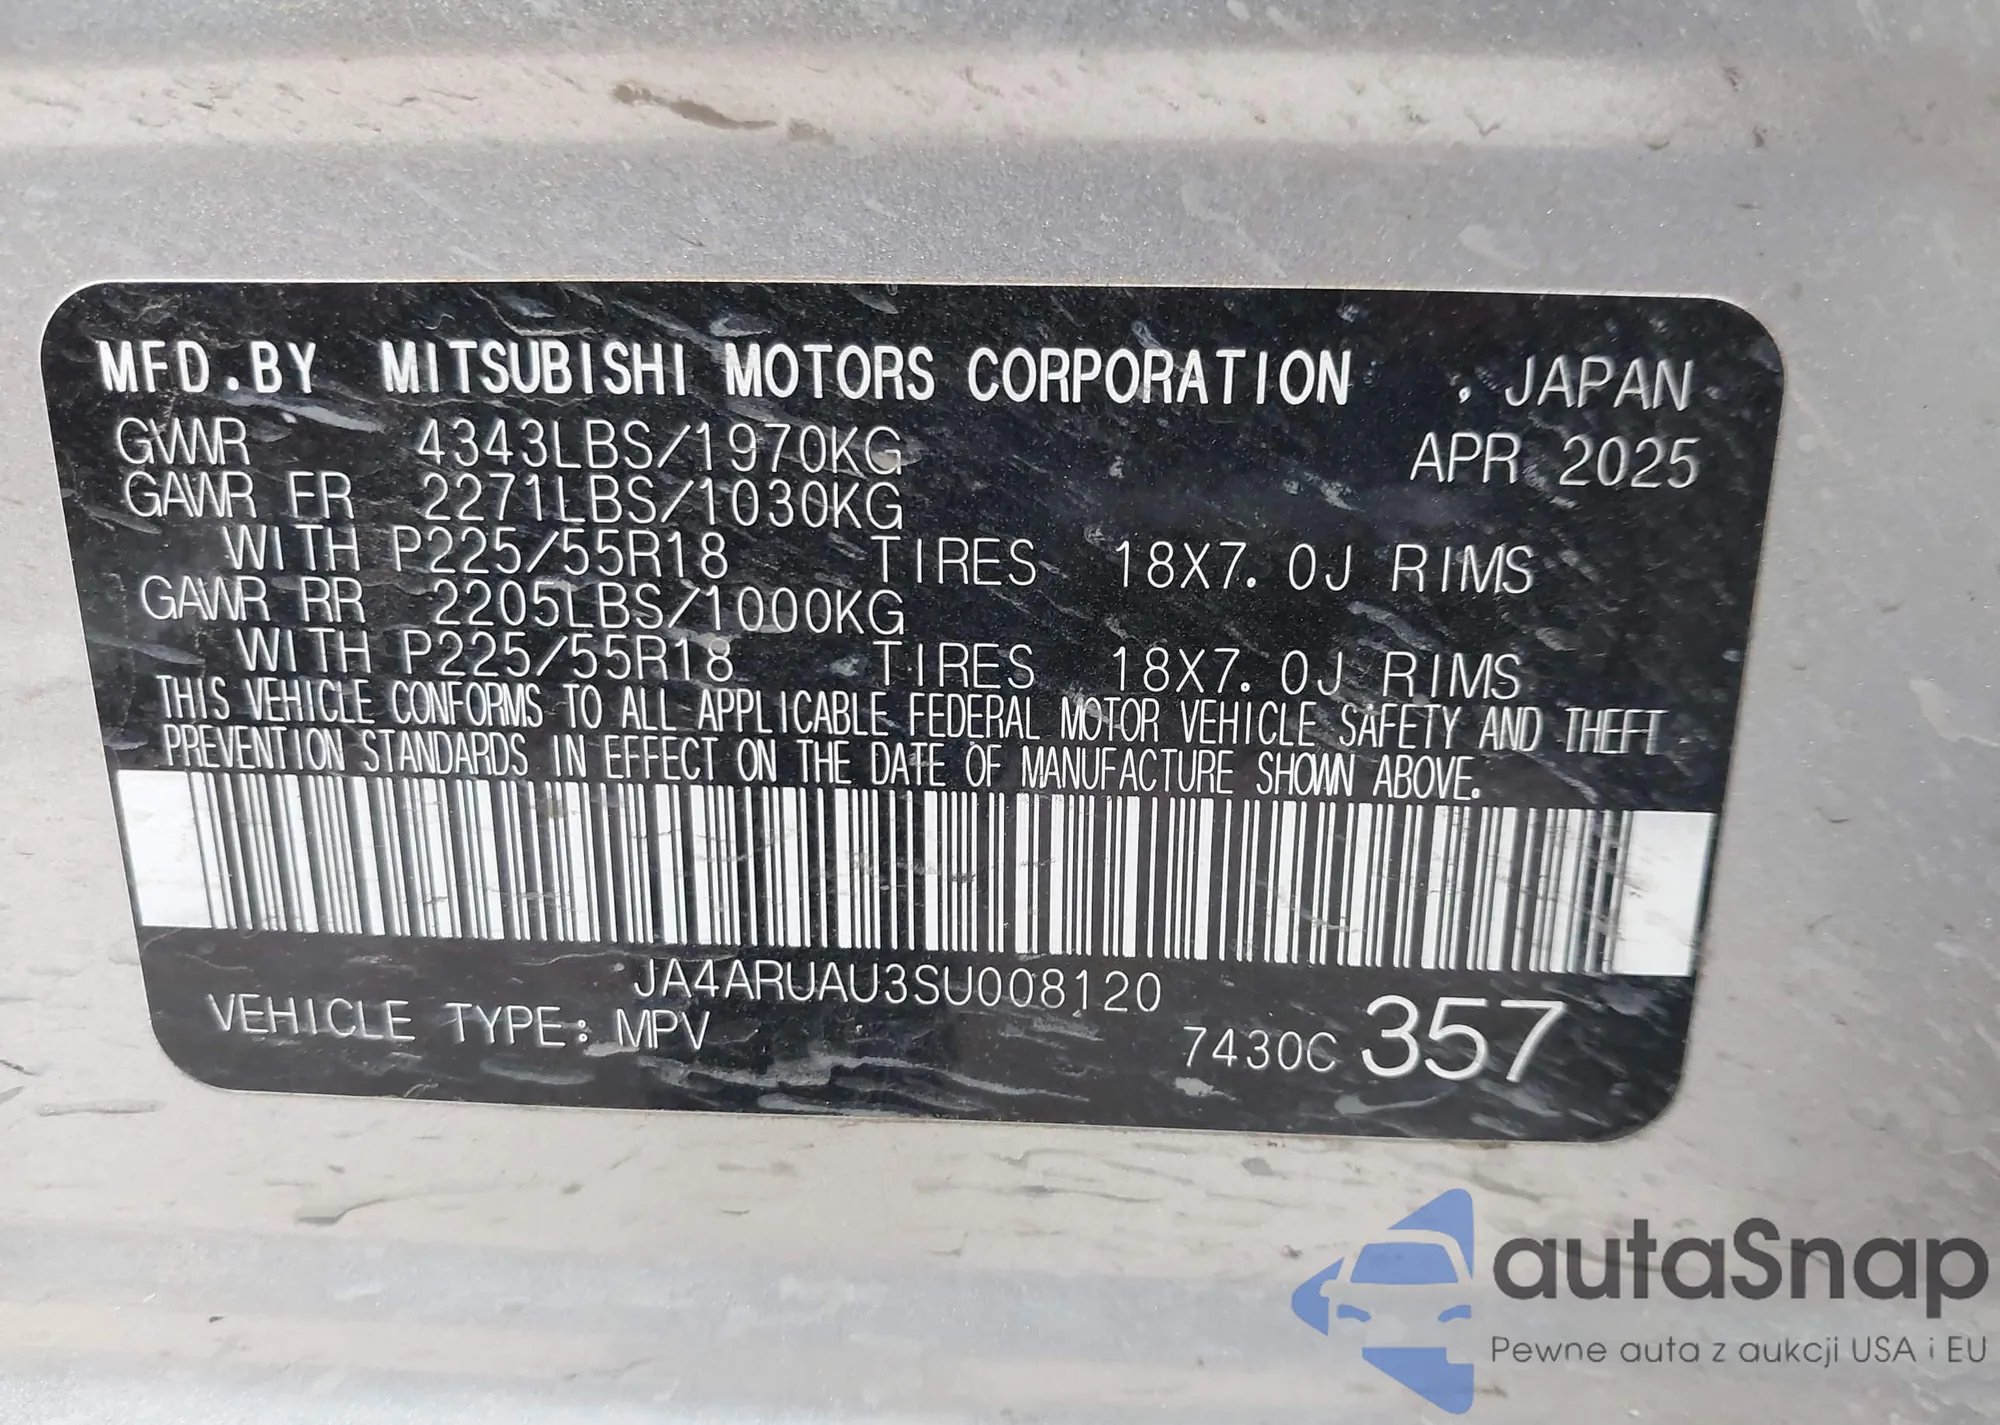 MFD.BY MITSUBISHI MOTORS CORPORATION . JAPAN
GVWR 4343LBS/1970KG APR 2025
GAWR FR 2271LBS/1030KG
WITH P225/55R18 TIRES 18X7.0J RIMS
GAWR RR 2205LBS/1000KG
WITH P225/55R18 TIRES 18X7.0J RIMS
THIS VEHICLE CONFORMS TO ALL APPLICABLE FEDERAL MOTOR VEHICLE SAFETY AND THEFT
PREVENTION STANDARDS IN EFFECT ON THE DATE OF MANUFACTURE SHOWN ABOVE.
JA4ARUAU3SU008120
VEHICLE TYPE: MPV 7430C 357
autaSnap
Pewne auta z aukcji USA i EU